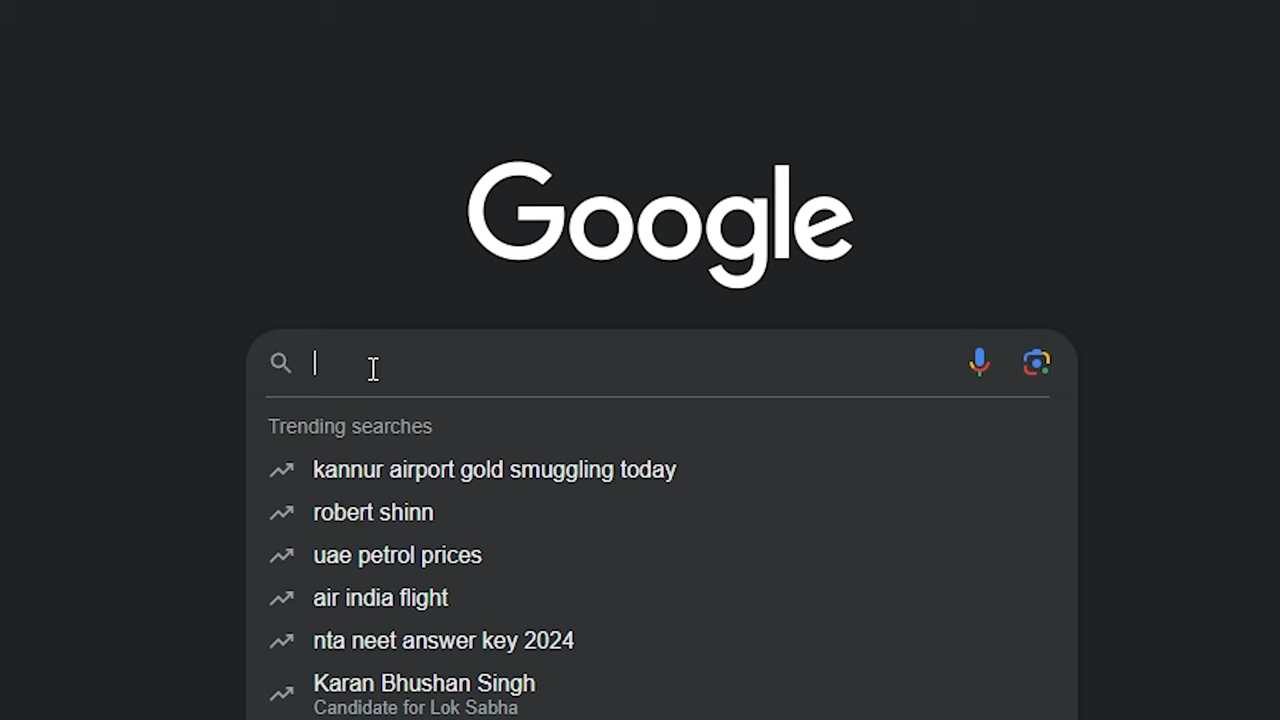 Google
Trending searches
kannur airport gold smuggling today
robert shinn
uae petrol prices
air india flight
nta neet answer key 2024
Karan Bhushan Singh
Candidate for Lok Sabha